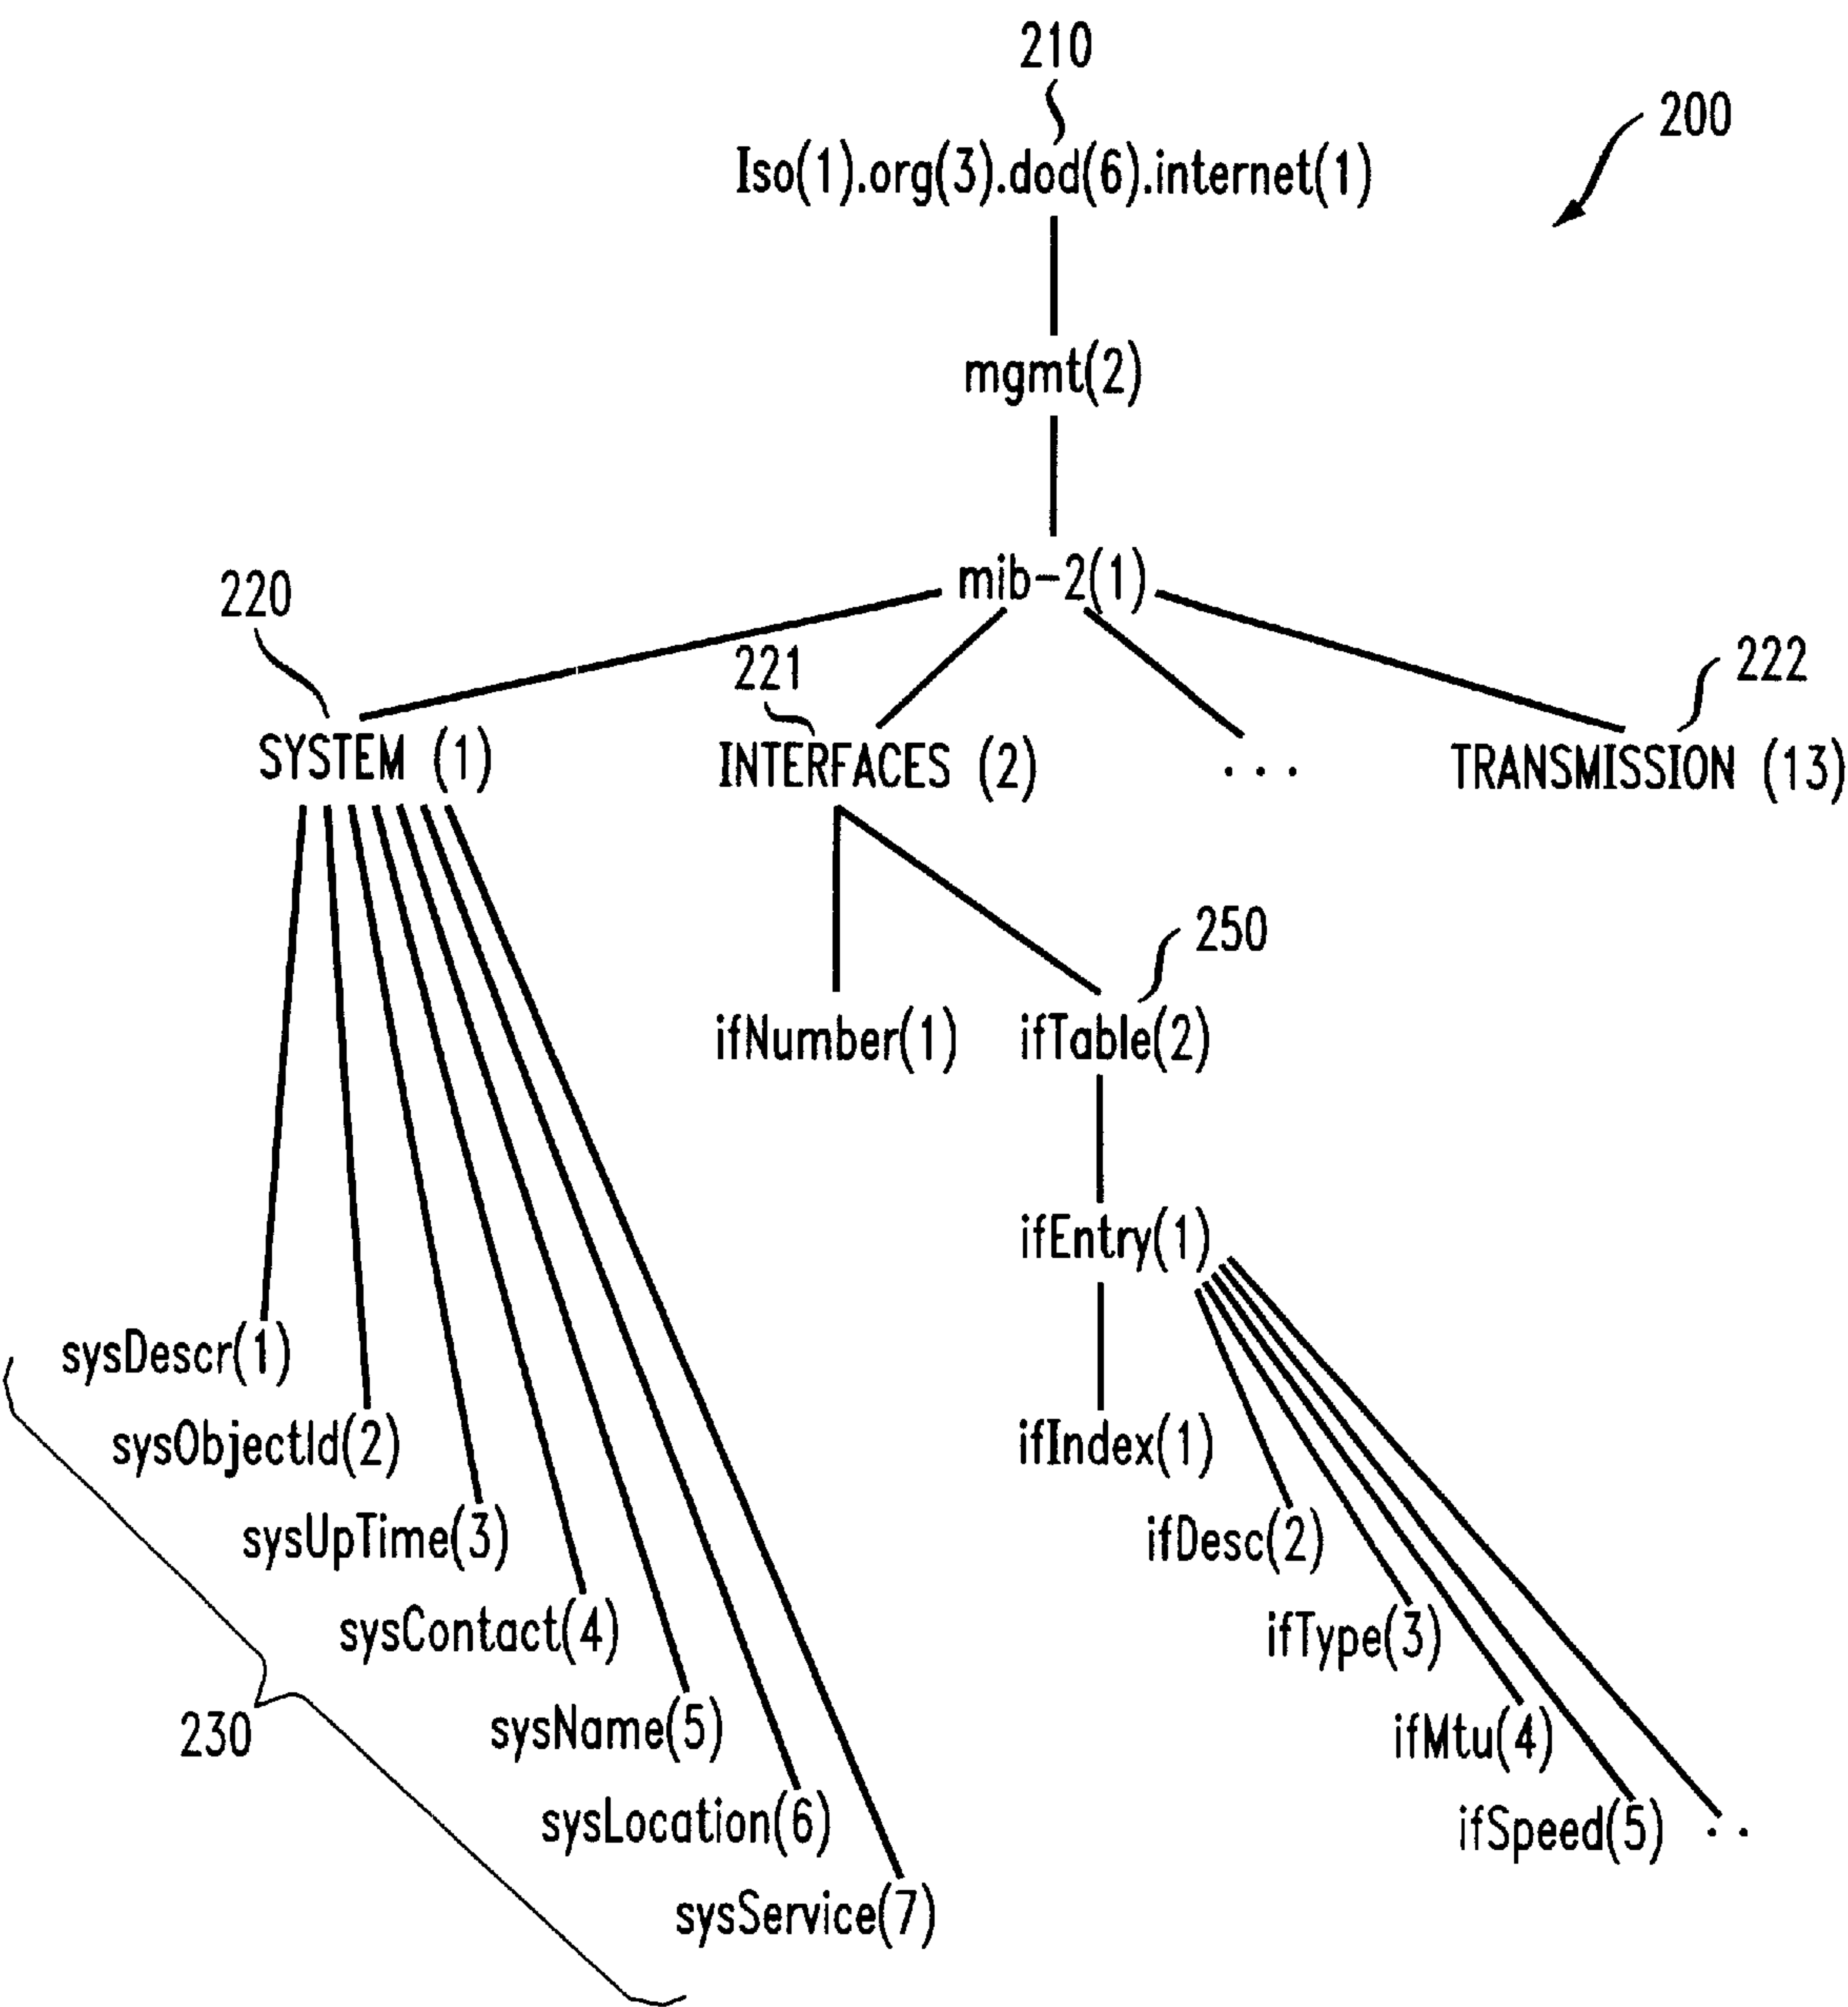 210
200
Iso(1).org(3).dod(6).internet(1)
mgmt(2)
mib-2(1)
220
221
222
SYSTEM (1)
INTERFACES (2)
...
TRANSMISSION (13)
250
ifNumber(1)
ifTable(2)
ifEntry(1)
sysDescr(1)
sysObjectId(2)
sysUpTime(3)
sysContact(4)
sysName(5)
sysLocation(6)
sysService(7)
230
ifIndex(1)
ifDesc(2)
ifType(3)
ifMtu(4)
ifSpeed(5)
..